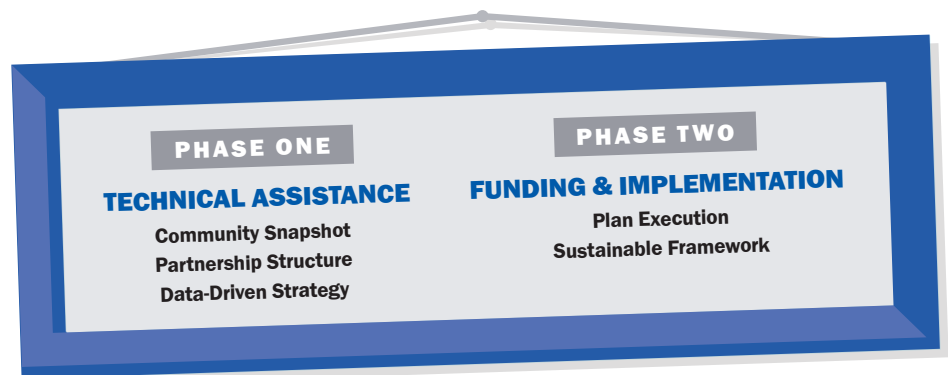 PHASE ONE
TECHNICAL ASSISTANCE
Community Snapshot
Partnership Structure
Data-Driven Strategy
PHASE TWO
FUNDING & IMPLEMENTATION
Plan Execution
Sustainable Framework